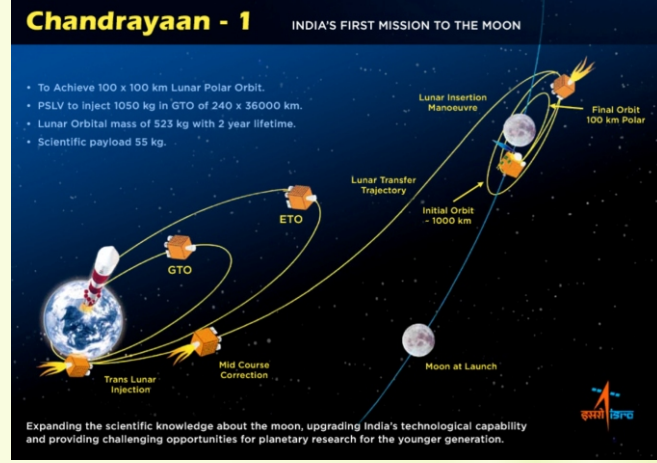 Chandrayaan - 1
INDIA'S FIRST MISSION TO THE MOON
• To Achieve 100 x 100 km Lunar Polar Orbit.
• PSLV to inject 1050 kg in GTO of 240 x 36000 km.
• Lunar Orbital mass of 523 kg with 2 year lifetime.
• Scientific payload 55 kg.
Lunar Insertion
Manoeuvre
Final Orbit
100 km Polar
Lunar Transfer
Trajectory
Initial Orbit
~ 1000 km
ETO
GTO
Mid Course
Correction
Trans Lunar
Injection
Moon at Launch
इसरो isro
Expanding the scientific knowledge about the moon, upgrading India's technological capability
and providing challenging opportunities for planetary research for the younger generation.